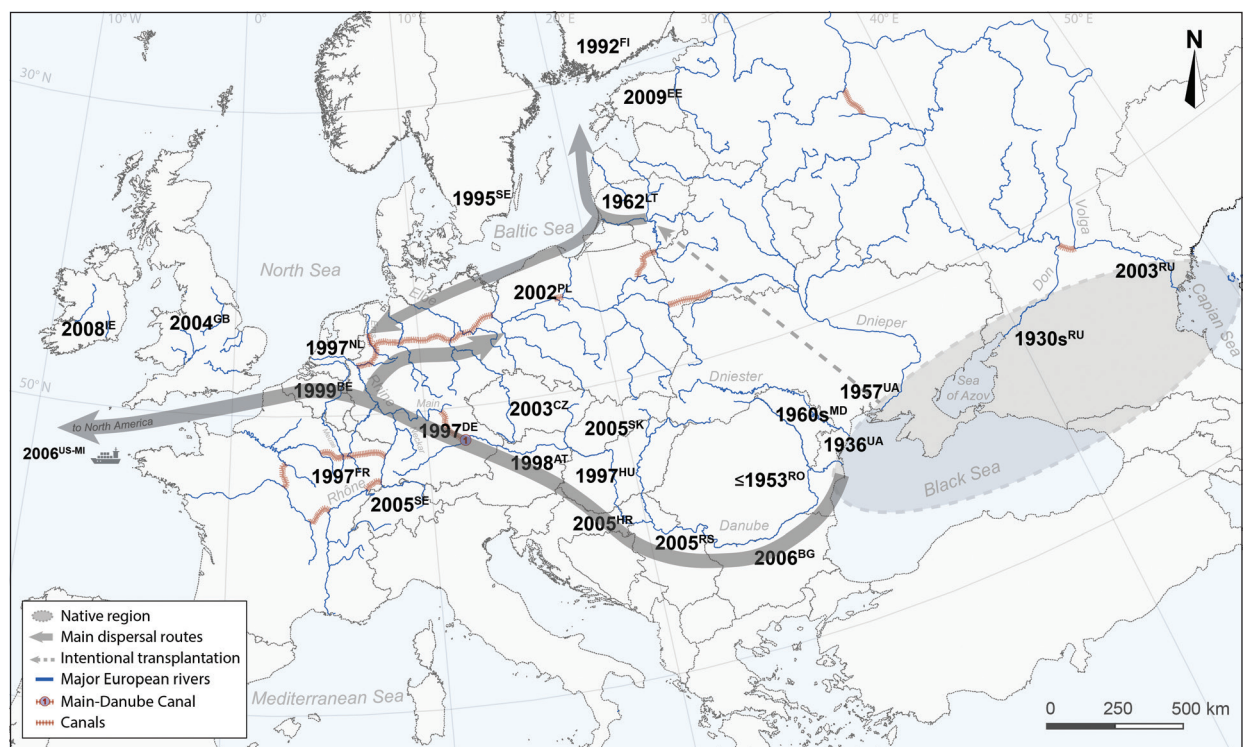 20° W
10° W
0°
10° E
20° E
30° E
40° E
50° E
30° N
50° N
N
1992FI
2009EE
1995SE
1962LT
Baltic Sea
North Sea
Volga
2003RU
Caplian Sea
2008IE
2004GB
2002PL
Don
1997NL
Dnieper
1930sRU
Sea
of Azov
Rhine
1999BE
Main
Dniester
1957UA
1960sMD
2003CZ
1997DE
1
2005SK
1936UA
to North America
2006US-MI
1998AT
1997HU
≤1953RO
Black Sea
1997FR
Rhône
2005SE
2005HR
Danube
2005RS
2006BG
Mediterranean Sea
Native region
Main dispersal routes
Intentional transplantation
Major European rivers
1 Main-Danube Canal
Canals
0 250 500 km